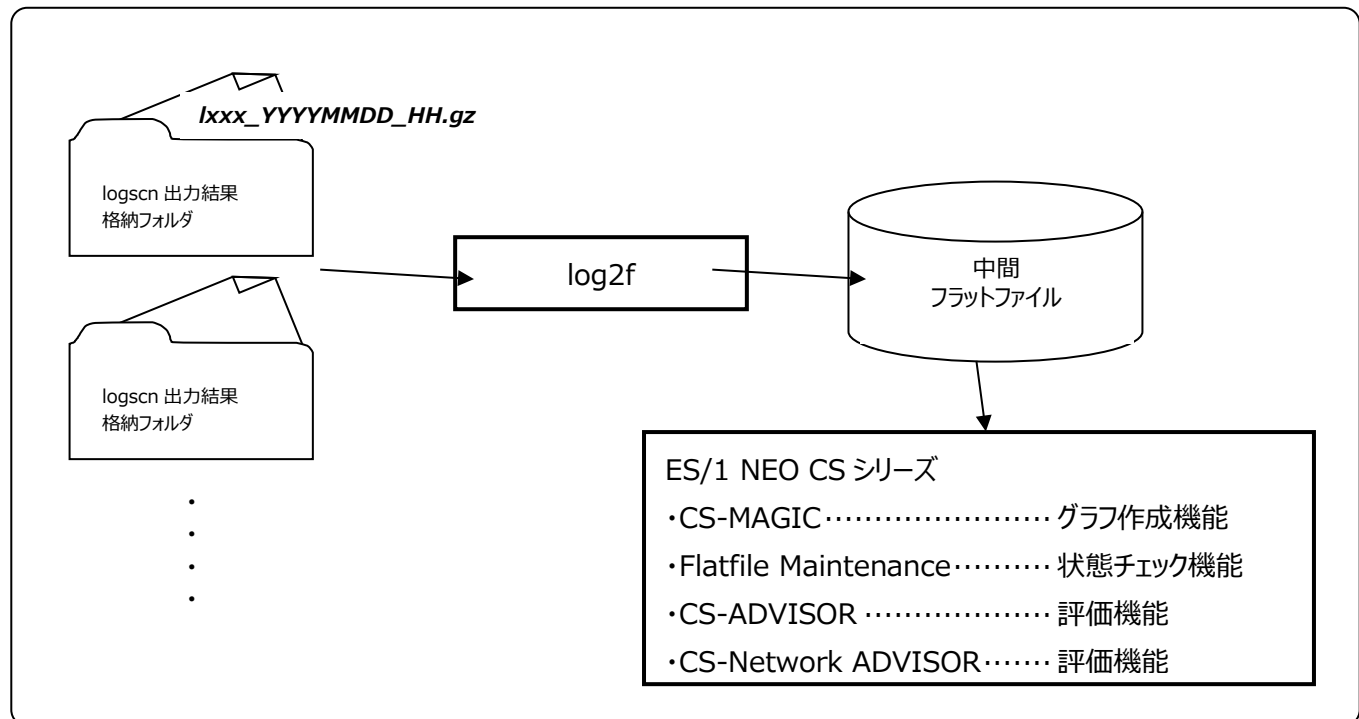 lxxx_YYYYMMDD_HH.gz
logscn 出力結果
格納フォルダ
logscn 出力結果
格納フォルダ
log2f
中間
フラットファイル
ES/1 NEO CS シリーズ
・CS-MAGIC…………………… グラフ作成機能
・Flatfile Maintenance………… 状態チェック機能
・CS-ADVISOR ………………… 評価機能
・CS-Network ADVISOR……… 評価機能